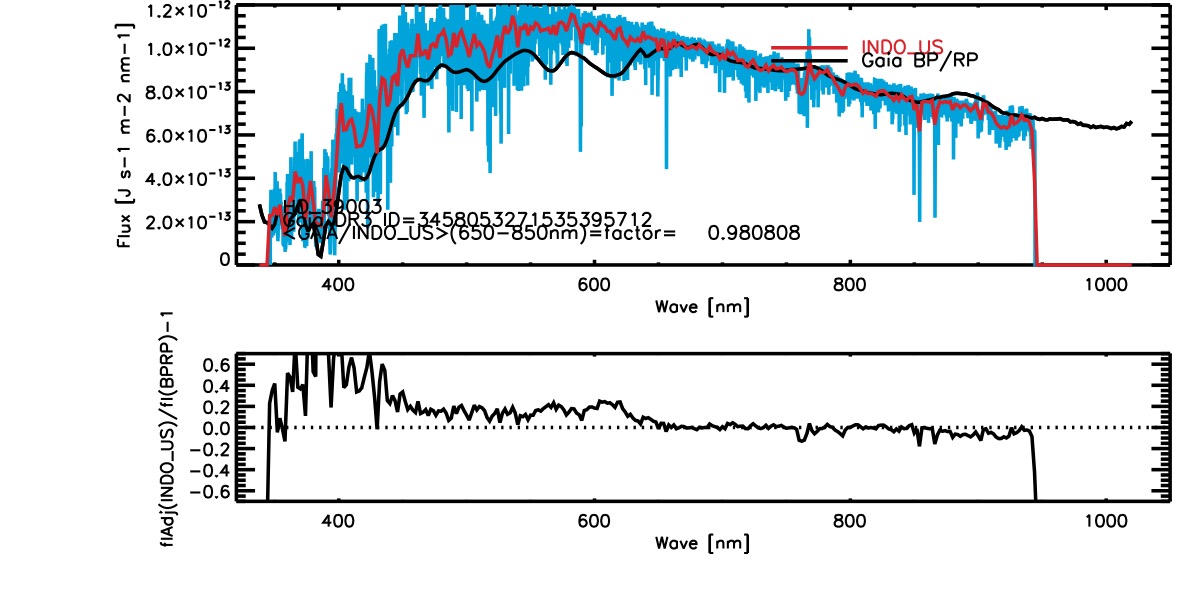 1.2×10−12
1.0×10−12
8.0×10−13
6.0×10−13
4.0×10−13
2.0×10−13
0
Flux [J s−1 m−2 nm−1]
INDO_US
Gaia BP/RP
HD_39003
Gaia DR3 ID=3458053271535395712
<GAIA/INDO_US>(650−850nm)=factor= 0.980808
400 600 800 1000
Wave [nm]
flAdj(INDO_US)/fl(BPRP)−1
0.6
0.4
0.2
0.0
−0.2
−0.4
−0.6
400 600 800 1000
Wave [nm]